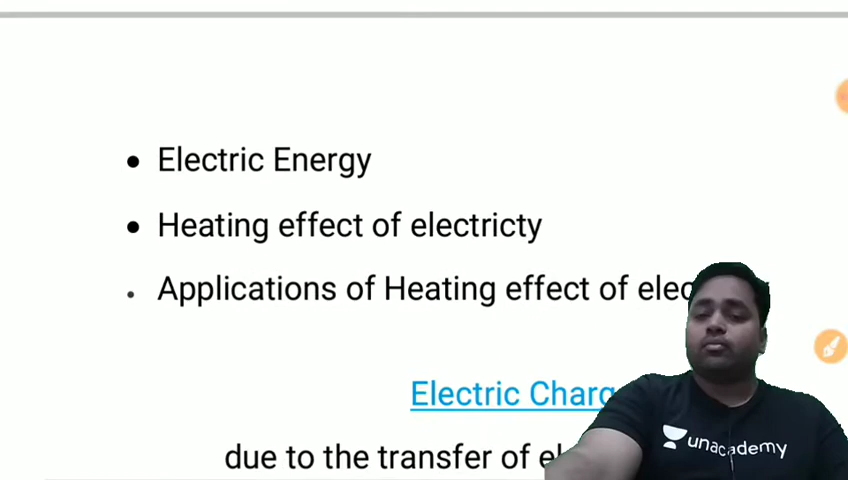 Electric Energy
Heating effect of electricty
Applications of Heating effect of
Electric
due to the transfer of
unacademy